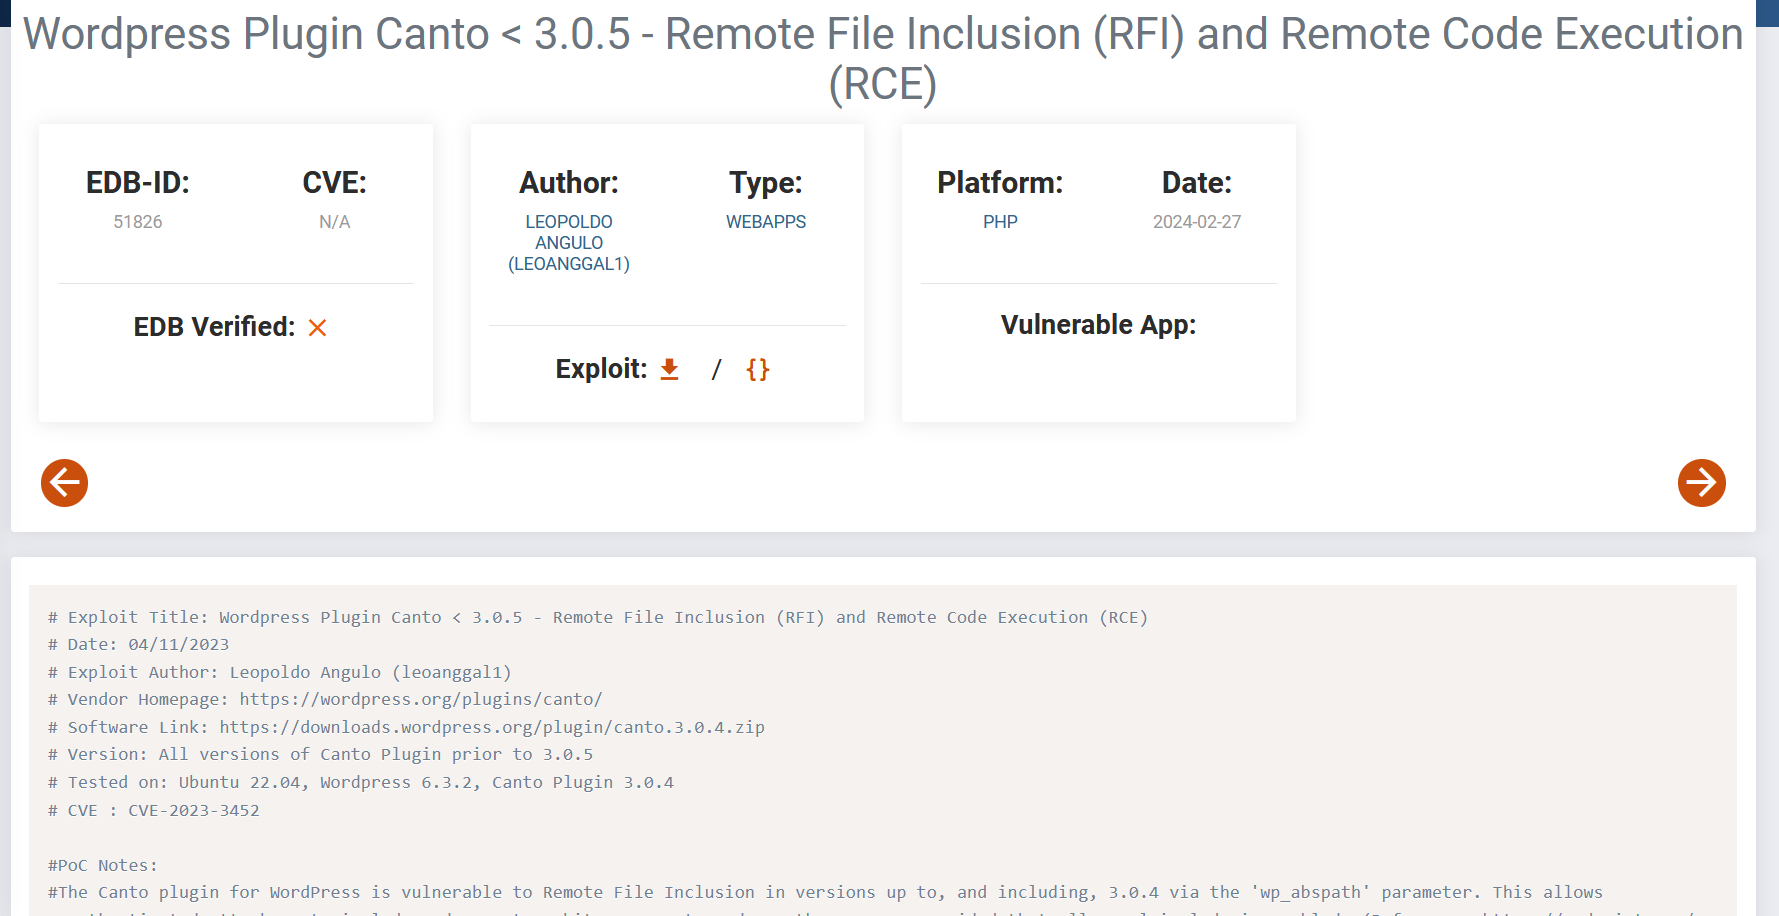 Wordpress Plugin Canto < 3.0.5 - Remote File Inclusion (RFI) and Remote Code Execution
(RCE)
EDB-ID:
51826
CVE:
N/A
EDB Verified:
Author:
LEOPOLDO
ANGULO
(LEOANGGAL1)
Type:
WEBAPPS
Exploit: / {}
Platform:
PHP
Date:
2024-02-27
Vulnerable App:
# Exploit Title: Wordpress Plugin Canto < 3.0.5 - Remote File Inclusion (RFI) and Remote Code Execution (RCE)
# Date: 04/11/2023
# Exploit Author: Leopoldo Angulo (leoanggal1)
# Vendor Homepage: https://wordpress.org/plugins/canto/
# Software Link: https://downloads.wordpress.org/plugin/canto.3.0.4.zip
# Version: All versions of Canto Plugin prior to 3.0.5
# Tested on: Ubuntu 22.04, Wordpress 6.3.2, Canto Plugin 3.0.4
# CVE : CVE-2023-3452
#PoC Notes:
#The Canto plugin for WordPress is vulnerable to Remote File Inclusion in versions up to, and including, 3.0.4 via the 'wp_abspath' parameter. This allows